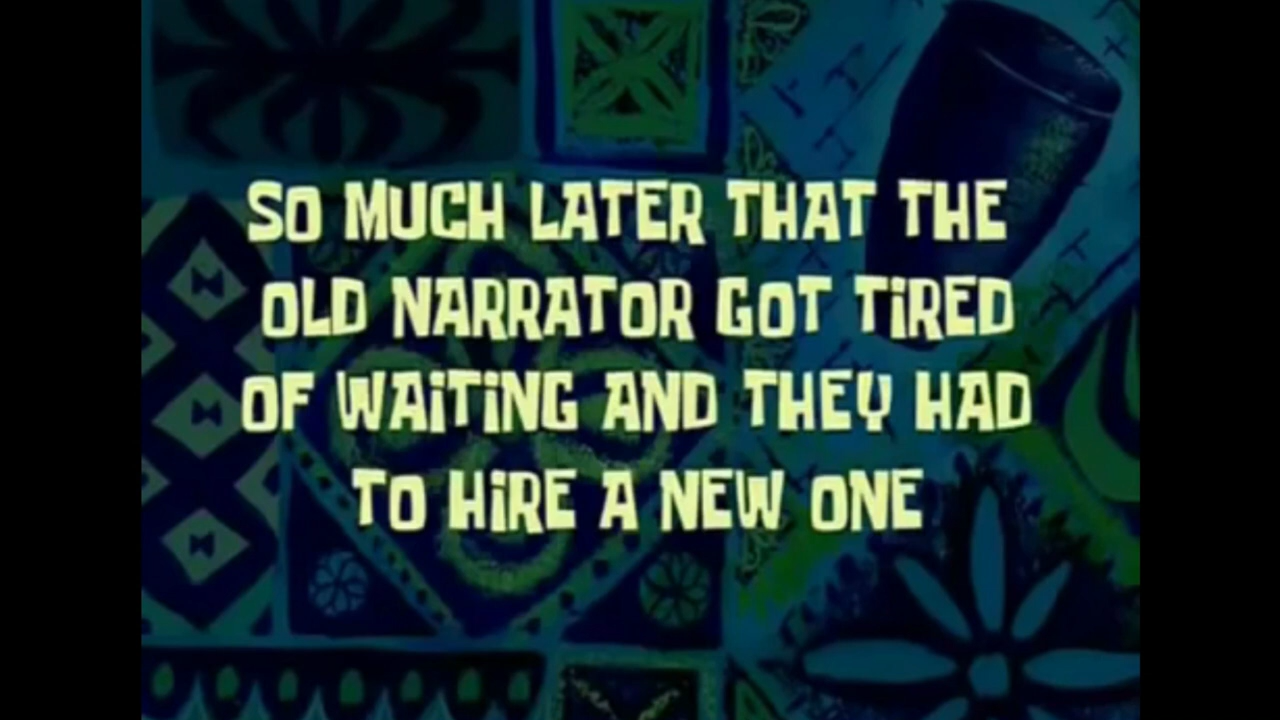 SO MUCH LATER THAT THE
OLD NARRATOR GOT TiRED
OF WAiTiNG AND THEY HAD
TO HiRE A NEW ONE